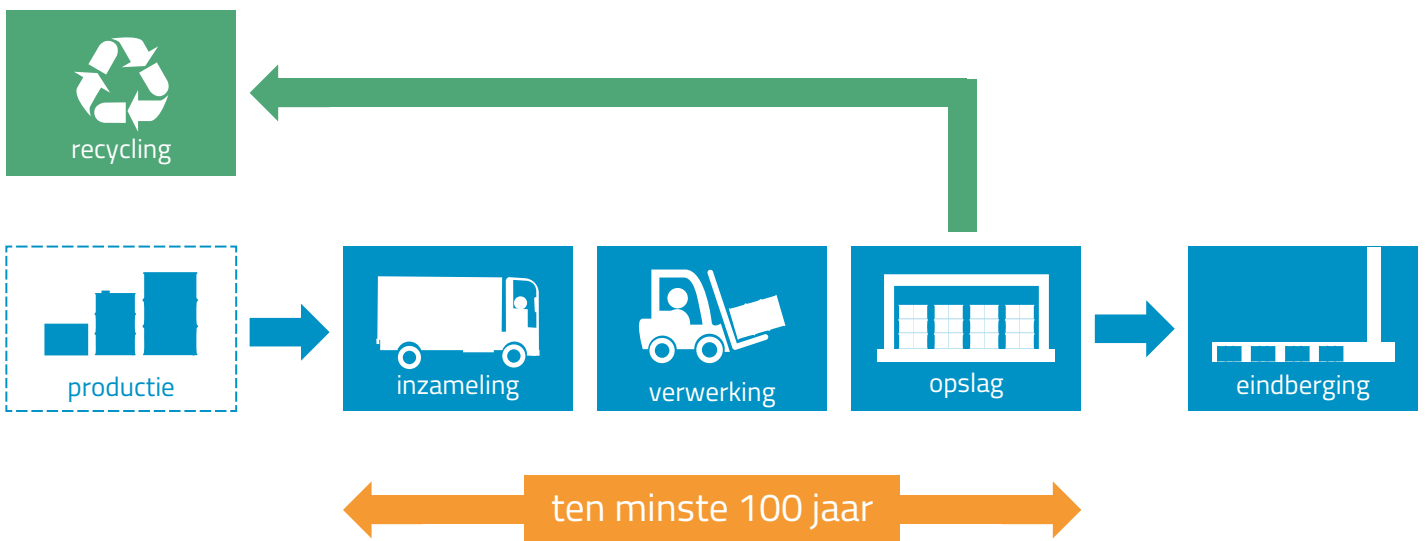 recycling
productie
inzameling
verwerking
opslag
eindberging
ten minste 100 jaar